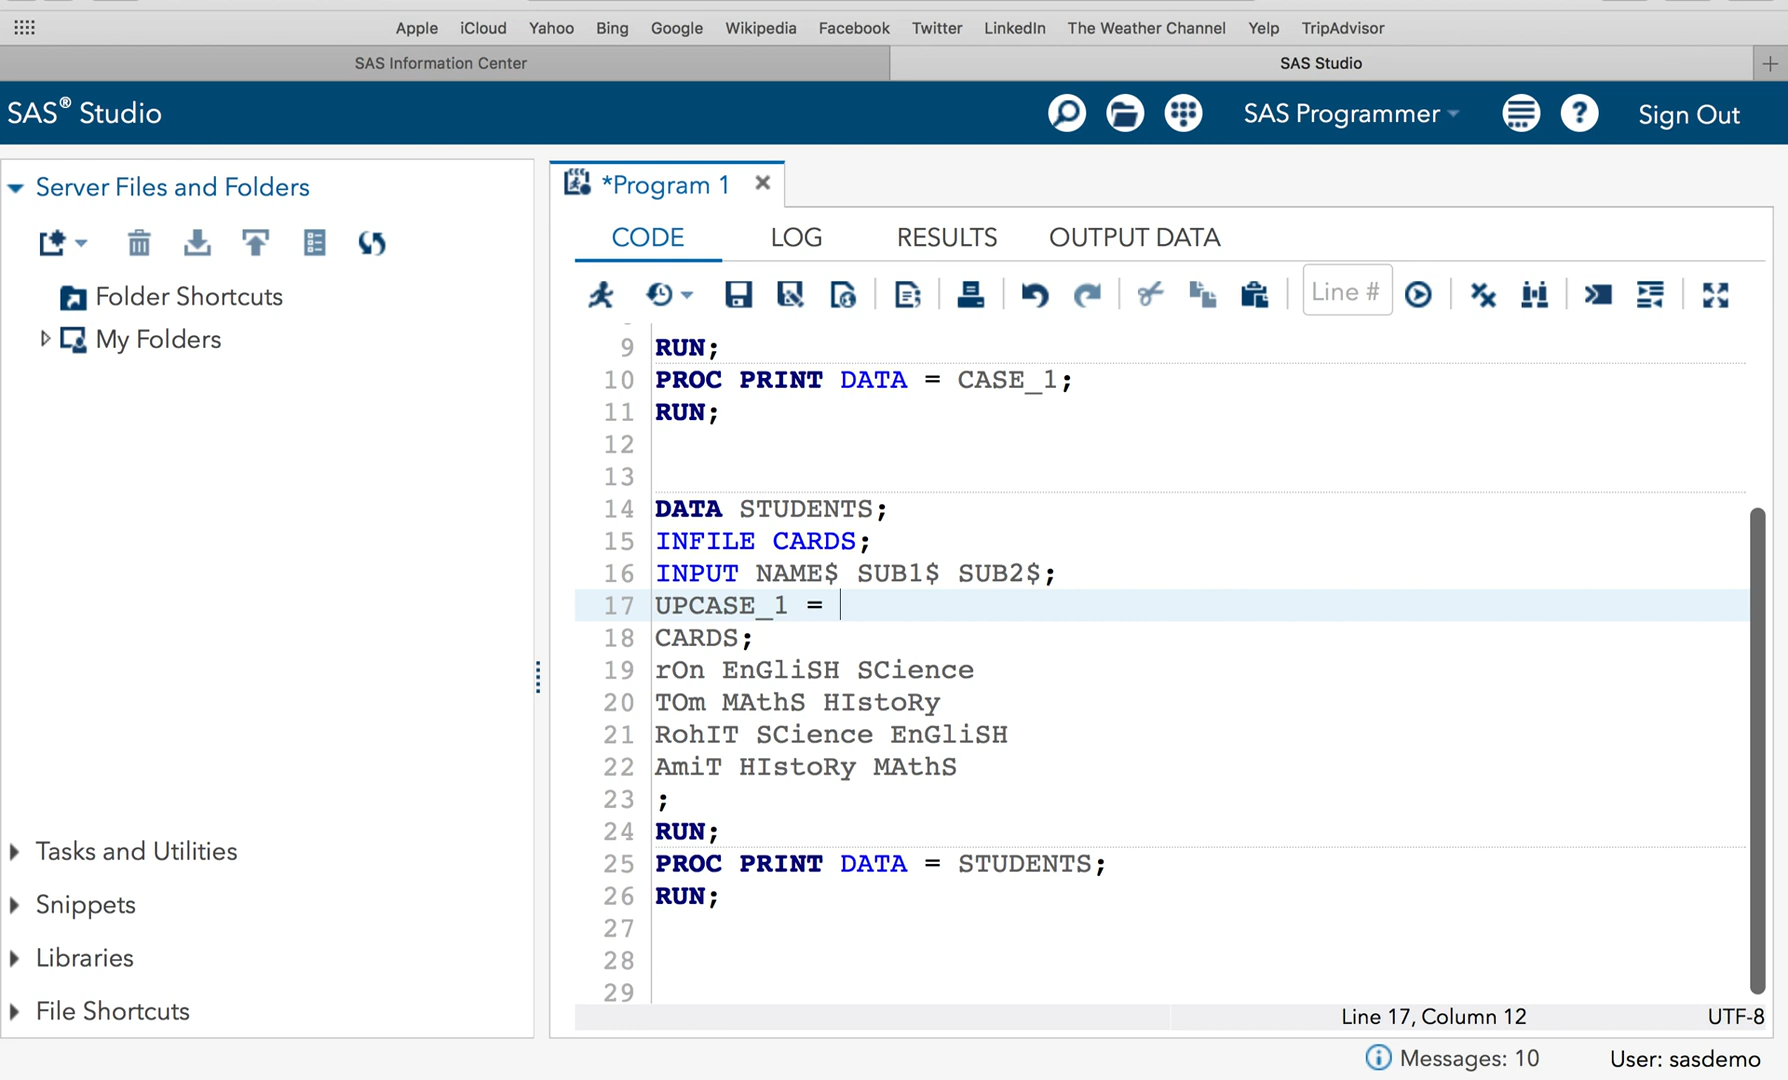 Apple iCloud Yahoo Bing Google Wikipedia Facebook Twitter LinkedIn The Weather Channel Yelp TripAdvisor
SAS Information Center SAS Studio
SAS® Studio SAS Programmer Sign Out
Server Files and Folders
Folder Shortcuts
My Folders
Tasks and Utilities
Snippets
Libraries
File Shortcuts
*Program 1
CODE LOG RESULTS OUTPUT DATA
Line #
9 RUN;
10 PROC PRINT DATA = CASE_1;
11 RUN;
12
13
14 DATA STUDENTS;
15 INFILE CARDS;
16 INPUT NAME$ SUB1$ SUB2$;
17 UPCASE_1 =
18 CARDS;
19 rOn EnGliSH SCience
20 TOm MAthS HIstoRy
21 RohIT SCience EnGliSH
22 AmiT HIstoRy MAthS
23 ;
24 RUN;
25 PROC PRINT DATA = STUDENTS;
26 RUN;
27
28
29
Line 17, Column 12 UTF-8
Messages: 10 User: sasdemo